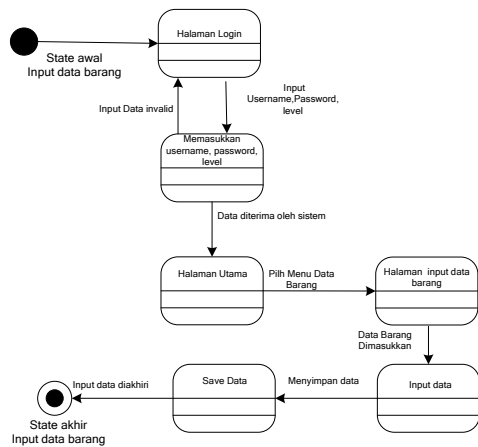 Halaman Login
State awal
Input data barang
Input Data invalid
Input
Username,Password,
level
Memasukkan
username, password,
level
Data diterima oleh sistem
Halaman Utama
Pilh Menu Data
Barang
Halaman input data
barang
Data Barang
Dimasukkan
Input data
Menyimpan data
Save Data
Input data diakhiri
State akhir
Input data barang